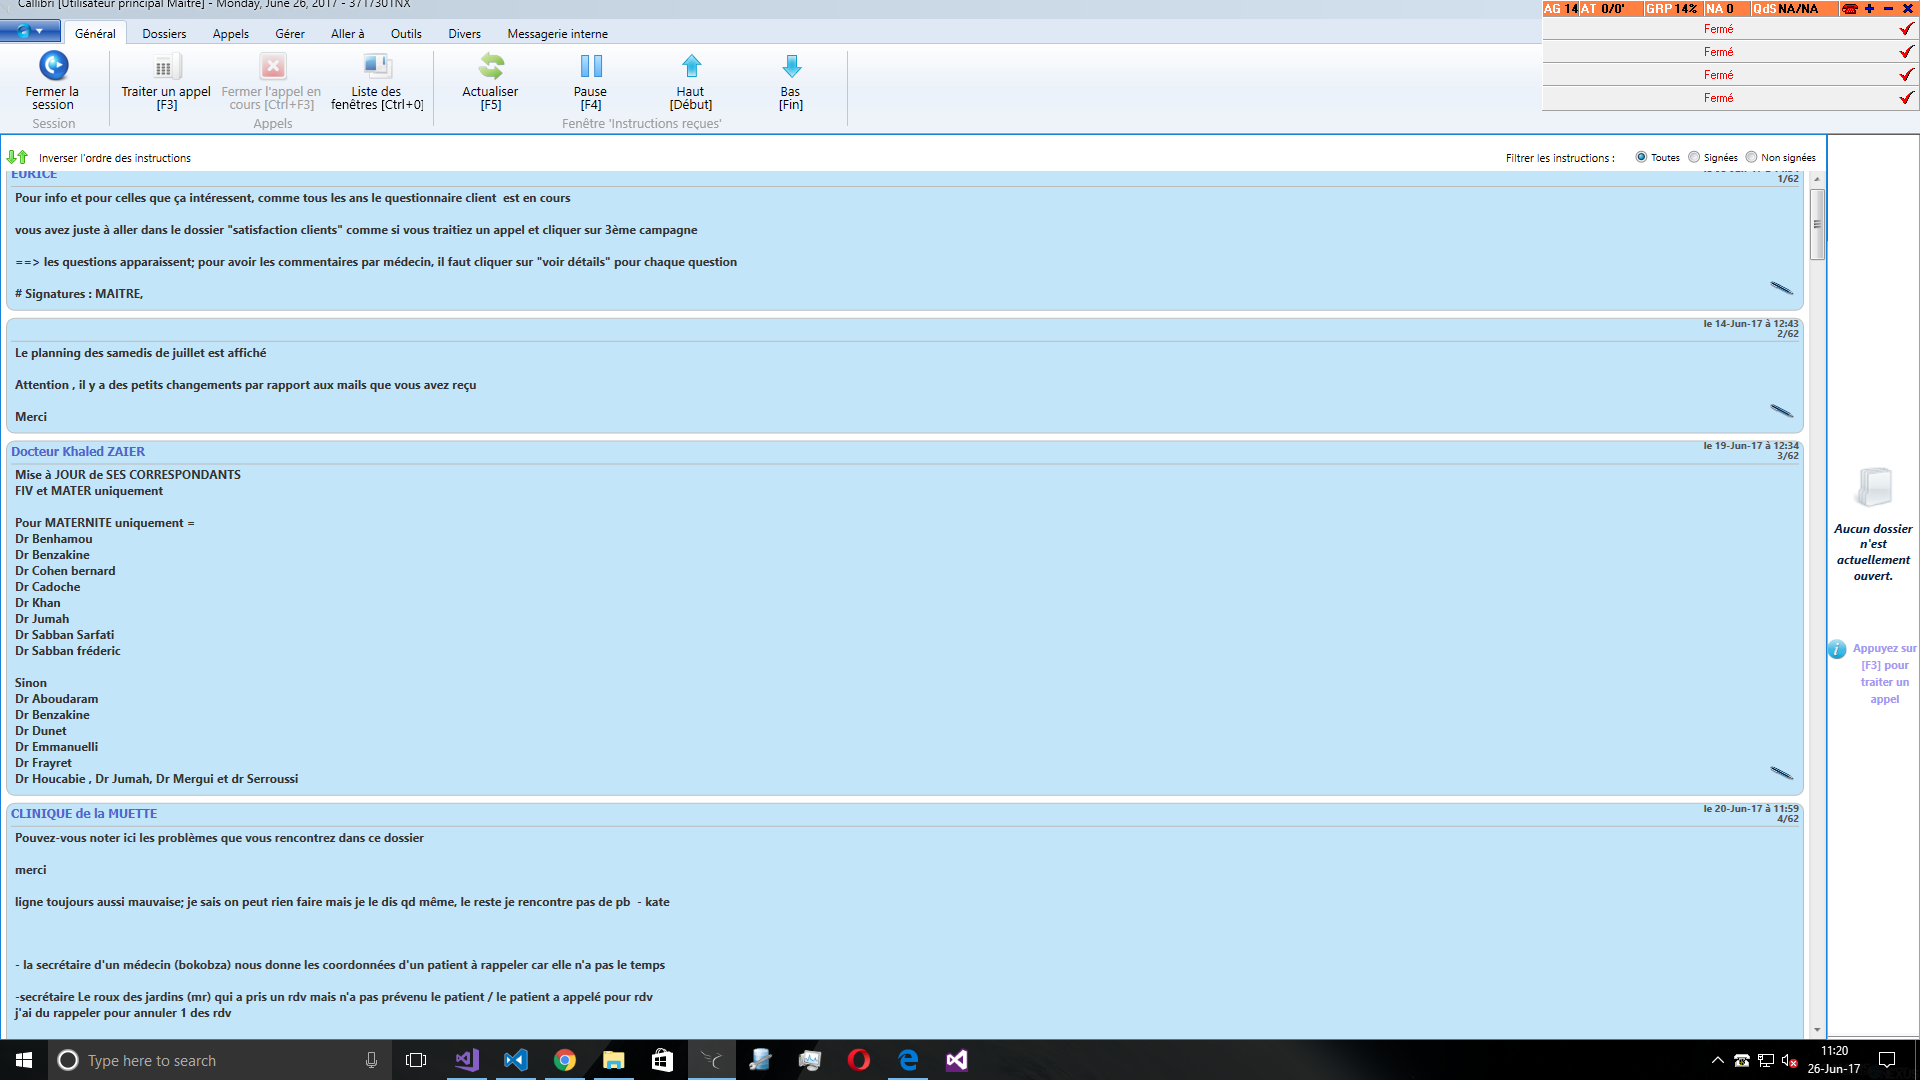 Callibri [Utilisateur principal Maitre] - Monday, June 26, 2017 - 371730TNX
AG 14 AT 0/0' GRP 14% NA 0 QdS NA/NA
Fermé
Fermé
Fermé
Fermé
Général Dossiers Appels Gérer Aller à Outils Divers Messagerie interne
Fermer la session
Traiter un appel [F3]
Fermer l'appel en cours [Ctrl+F3]
Liste des fenêtres [Ctrl+0]
Actualiser [F5]
Pause [F4]
Haut [Début]
Bas [Fin]
Session
Appels
Fenêtre 'Instructions reçues'
Inverser l'ordre des instructions
Filtrer les instructions : Toutes Signées Non signées
EURICE
1/62
Pour info et pour celles que ça intéressent, comme tous les ans le questionnaire client est en cours
vous avez juste à aller dans le dossier "satisfaction clients" comme si vous traitiez un appel et cliquer sur 3ème campagne
==> les questions apparaissent; pour avoir les commentaires par médecin, il faut cliquer sur "voir détails" pour chaque question
# Signatures : MAITRE,
le 14-Jun-17 à 12:43
2/62
Le planning des samedis de juillet est affiché
Attention , il y a des petits changements par rapport aux mails que vous avez reçu
Merci
Docteur Khaled ZAIER
le 19-Jun-17 à 12:34
3/62
Mise à JOUR de SES CORRESPONDANTS
FIV et MATER uniquement
Pour MATERNITE uniquement =
Dr Benhamou
Dr Benzakine
Dr Cohen bernard
Dr Cadoche
Dr Khan
Dr Jumah
Dr Sabban Sarfati
Dr Sabban fréderic
Sinon
Dr Aboudaram
Dr Benzakine
Dr Dunet
Dr Emmanuelli
Dr Frayret
Dr Houcabie , Dr Jumah, Dr Mergui et dr Serroussi
CLINIQUE de la MUETTE
le 20-Jun-17 à 11:59
4/62
Pouvez-vous noter ici les problèmes que vous rencontrez dans ce dossier
merci
ligne toujours aussi mauvaise; je sais on peut rien faire mais je le dis qd même, le reste je rencontre pas de pb - kate
- la secrétaire d'un médecin (bokobza) nous donne les coordonnées d'un patient à rappeler car elle n'a pas le temps
-secrétaire Le roux des jardins (mr) qui a pris un rdv mais n'a pas prévenu le patient / le patient a appelé pour rdv
j'ai du rappeler pour annuler 1 des rdv
Aucun dossier
n'est
actuellement
ouvert.
Appuyez sur
[F3] pour
traiter un
appel
Type here to search
11:20
26-Jun-17